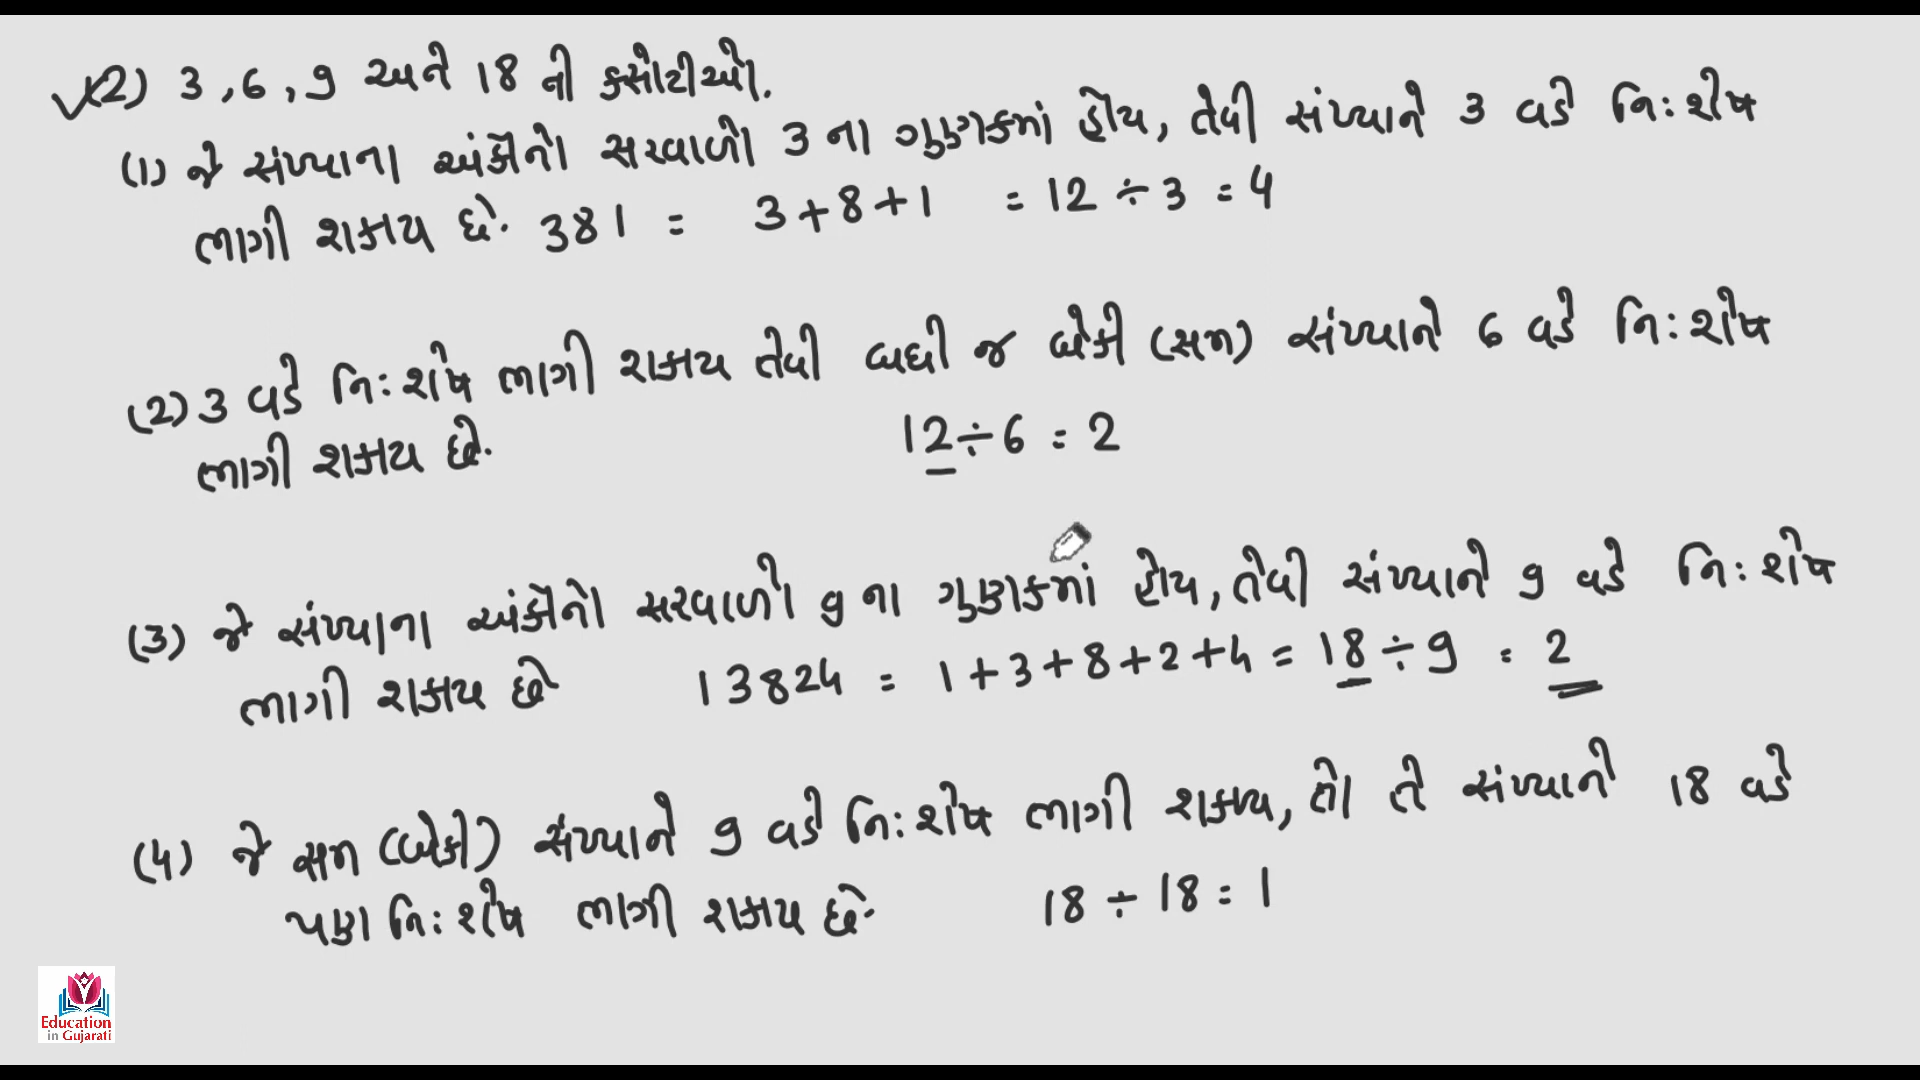 (2) 3, 6, 9 અને 18 ની કસોટીઓ.
(1) જે સંખ્યાના અંકોનો સરવાળો 3 ના ગુણકમાં હોય, તેવી સંખ્યાને 3 વડે નિ:શેષ
ભાગી શકાય છે. 381 = 3+8+1 = 12 ÷ 3 = 4
(2) 3 વડે નિ:શેષ ભાગી શકાય તેવી બધી જ બેકી (સમ) સંખ્યાને 6 વડે નિ:શેષ
ભાગી શકાય છે. 12÷6 = 2
(3) જે સંખ્યાના અંકોનો સરવાળો 9 ના ગુણકમાં હોય, તેવી સંખ્યાને 9 વડે નિ:શેષ
ભાગી શકાય છે 13824 = 1+3+8+2+4 = 18 ÷ 9 = 2
(4) જે સમ (બેકી) સંખ્યાને 9 વડે નિ:શેષ ભાગી શકાય, તો તે સંખ્યાને 18 વડે
પણ નિ:શેષ ભાગી શકાય છે. 18 ÷ 18 = 1
Education
in Gujarati